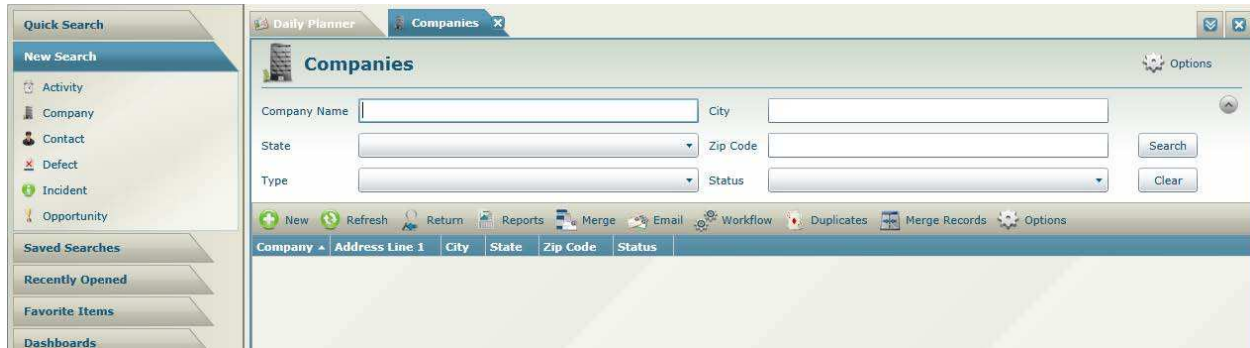 Quick Search
New Search
Activity
Company
Contact
Defect
Incident
Opportunity
Saved Searches
Recently Opened
Favorite Items
Dashboards
Daily Planner Companies
Companies Options
Company Name City
State Zip Code Search
Type Status Clear
New Refresh Return Reports Merge Email Workflow Duplicates Merge Records Options
Company Address Line 1 City State Zip Code Status